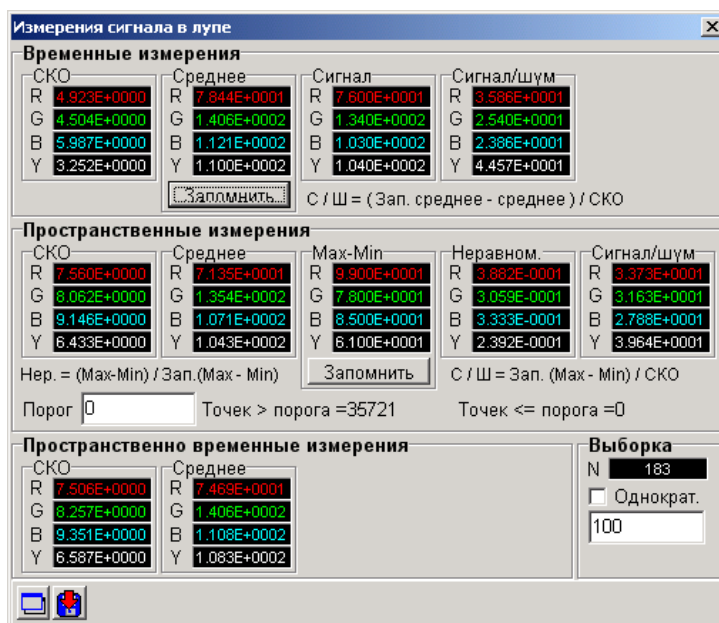 Измерения сигнала в лупе
Временные измерения
СКО Среднее Сигнал Сигнал/шум
R 4.923E+0000 R 7.844E+0001 R 7.600E+0001 R 3.586E+0001
G 4.504E+0000 G 1.406E+0002 G 1.340E+0002 G 2.540E+0001
B 5.987E+0000 B 1.121E+0002 B 1.030E+0002 B 2.386E+0001
Y 3.252E+0000 Y 1.100E+0002 Y 1.040E+0002 Y 4.457E+0001
Запомнить С / Ш = ( Зап. среднее - среднее ) / СКО
Пространственные измерения
СКО Среднее Max-Min Неравном. Сигнал/шум
R 7.560E+0000 R 7.135E+0001 R 9.900E+0001 R 3.882E-0001 R 3.373E+0001
G 8.062E+0000 G 1.354E+0002 G 7.800E+0001 G 3.059E-0001 G 3.163E+0001
B 9.146E+0000 B 1.071E+0002 B 8.500E+0001 B 3.333E-0001 B 2.788E+0001
Y 6.433E+0000 Y 1.043E+0002 Y 6.100E+0001 Y 2.392E-0001 Y 3.964E+0001
Нер. = (Max-Min) / Зап.(Max - Min) Запомнить С / Ш = Зап. (Max - Min) / СКО
Порог 0 Точек > порога =35721 Точек <= порога =0
Пространственно временные измерения Выборка
СКО Среднее N 183
R 7.506E+0000 R 7.469E+0001
G 8.257E+0000 G 1.406E+0002 Однократ.
B 9.351E+0000 B 1.108E+0002 100
Y 6.587E+0000 Y 1.083E+0002